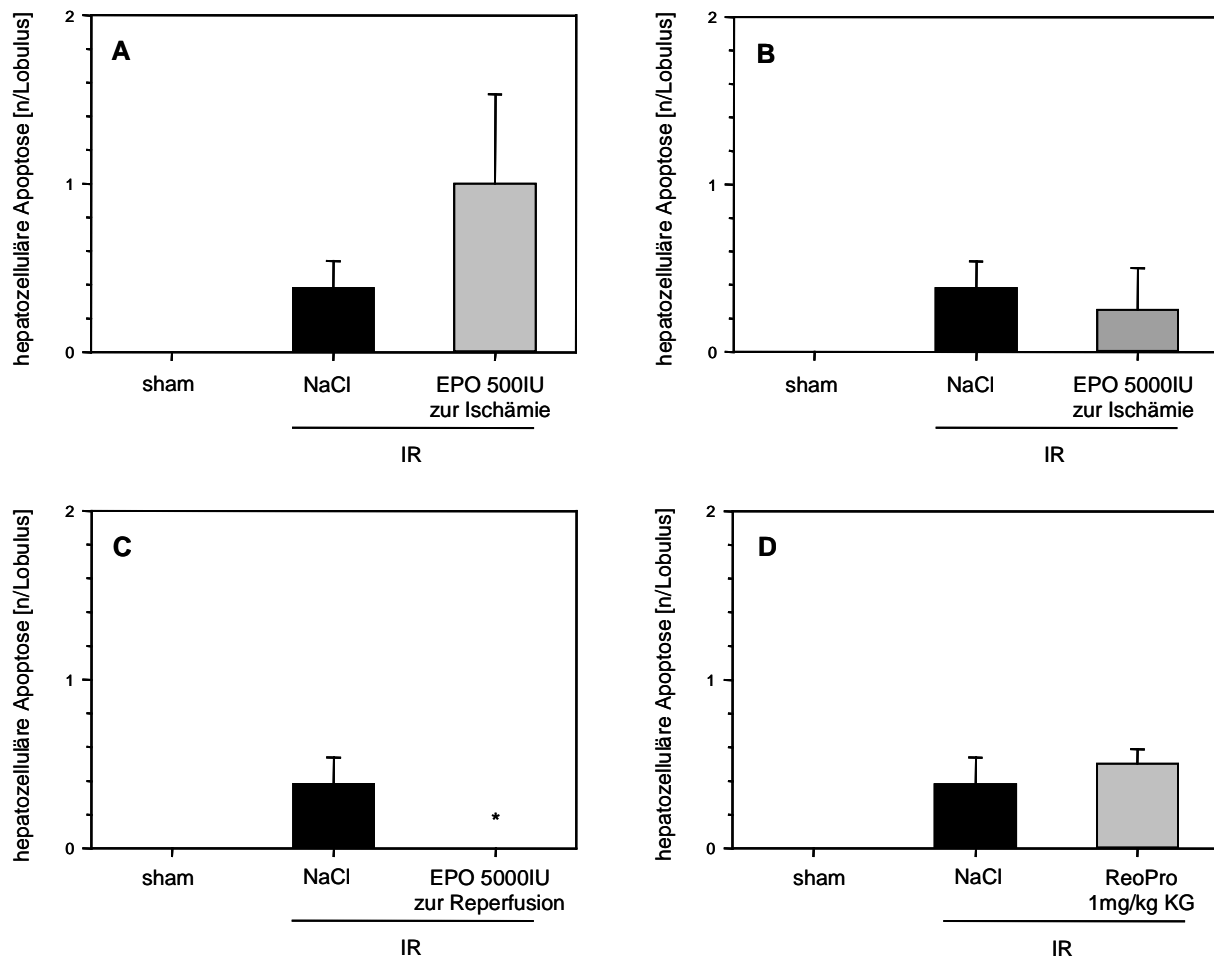 hepatozelluläre Apoptose [n/Lobulus]
2
1
0
A
sham
NaCl
EPO 500IU
zur Ischämie
IR
hepatozelluläre Apoptose [n/Lobulus]
2
1
0
B
sham
NaCl
EPO 5000IU
zur Ischämie
IR
hepatozelluläre Apoptose [n/Lobulus]
2
1
0
C
*
sham
NaCl
EPO 5000IU
zur Reperfusion
IR
hepatozelluläre Apoptose [n/Lobulus]
2
1
0
D
sham
NaCl
ReoPro
1mg/kg KG
IR